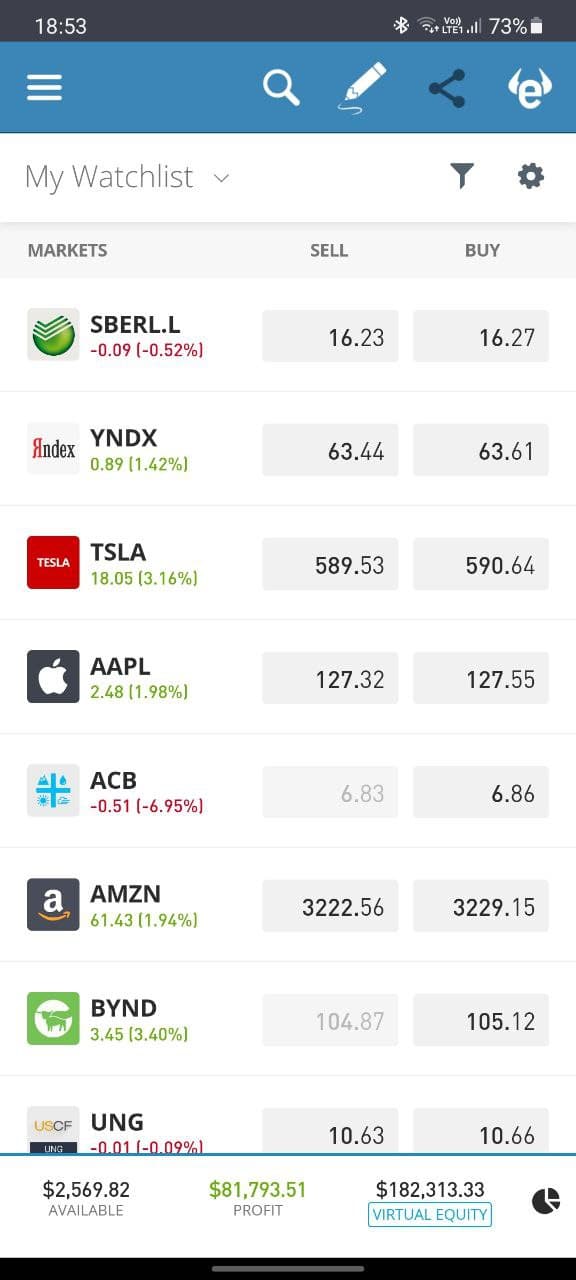 18:53 Vo)) LTE1 73%
e
My Watchlist
MARKETS SELL BUY
SBERL.L 16.23 16.27
-0.09 (-0.52%)
Яndex YNDX 63.44 63.61
0.89 (1.42%)
TESLA TSLA 589.53 590.64
18.05 (3.16%)
AAPL 127.32 127.55
2.48 (1.98%)
ACB 6.83 6.86
-0.51 (-6.95%)
a AMZN 3222.56 3229.15
61.43 (1.94%)
BYND 104.87 105.12
3.45 (3.40%)
USCF UNG 10.63 10.66
UNG -0.01 (-0.09%)
$2,569.82 $81,793.51 $182,313.33
AVAILABLE PROFIT VIRTUAL EQUITY